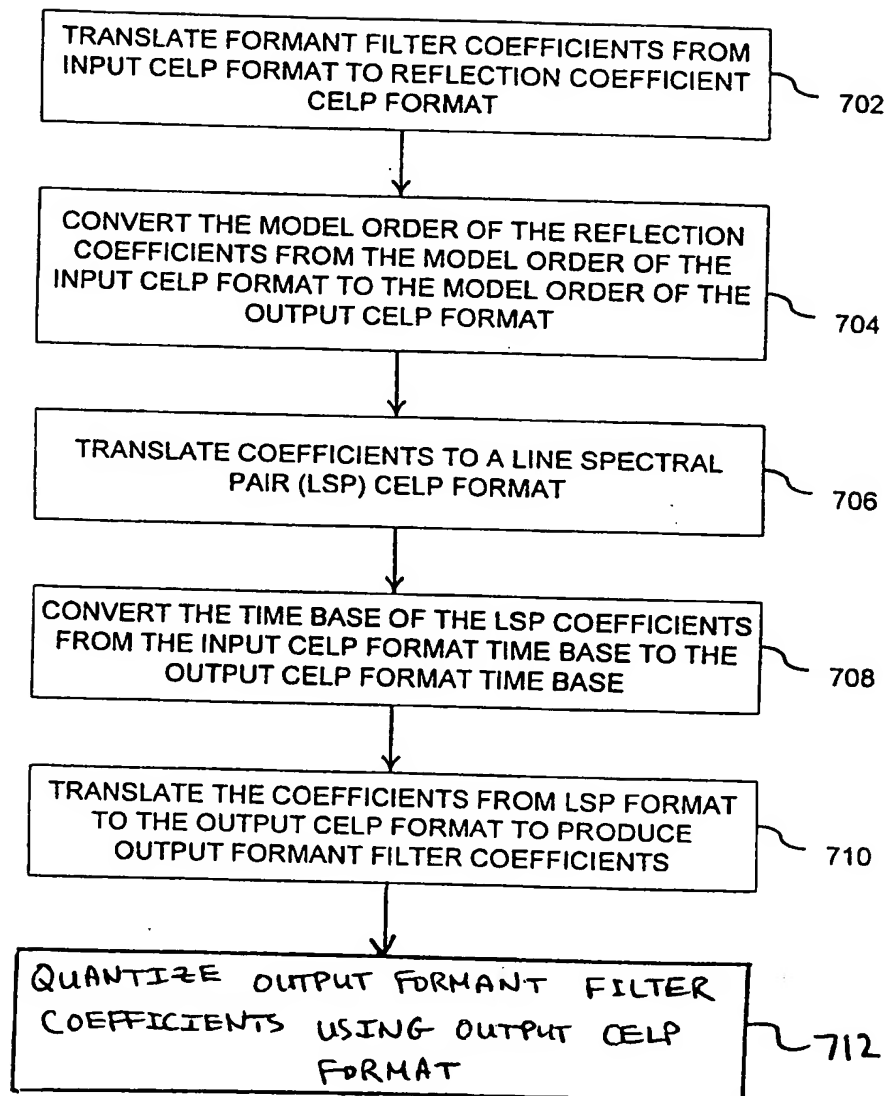 TRANSLATE FORMANT FILTER COEFFICIENTS FROM
INPUT CELP FORMAT TO REFLECTION COEFFICIENT
CELP FORMAT
702
CONVERT THE MODEL ORDER OF THE REFLECTION
COEFFICIENTS FROM THE MODEL ORDER OF THE
INPUT CELP FORMAT TO THE MODEL ORDER OF THE
OUTPUT CELP FORMAT
704
TRANSLATE COEFFICIENTS TO A LINE SPECTRAL
PAIR (LSP) CELP FORMAT
706
CONVERT THE TIME BASE OF THE LSP COEFFICIENTS
FROM THE INPUT CELP FORMAT TIME BASE TO THE
OUTPUT CELP FORMAT TIME BASE
708
TRANSLATE THE COEFFICIENTS FROM LSP FORMAT
TO THE OUTPUT CELP FORMAT TO PRODUCE
OUTPUT FORMANT FILTER COEFFICIENTS
710
QUANTIZE OUTPUT FORMANT FILTER
COEFFICIENTS USING OUTPUT CELP
FORMAT
712